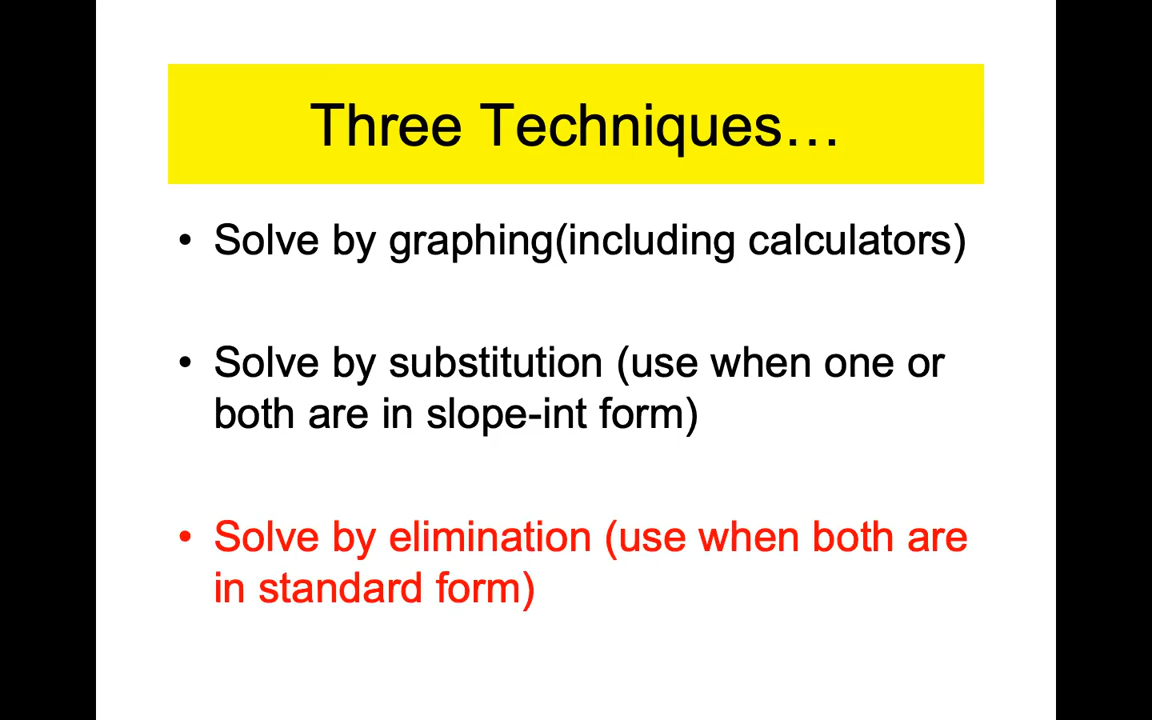 Three Techniques…
• Solve by graphing(including calculators)
• Solve by substitution (use when one or
both are in slope-int form)
• Solve by elimination (use when both are
in standard form)